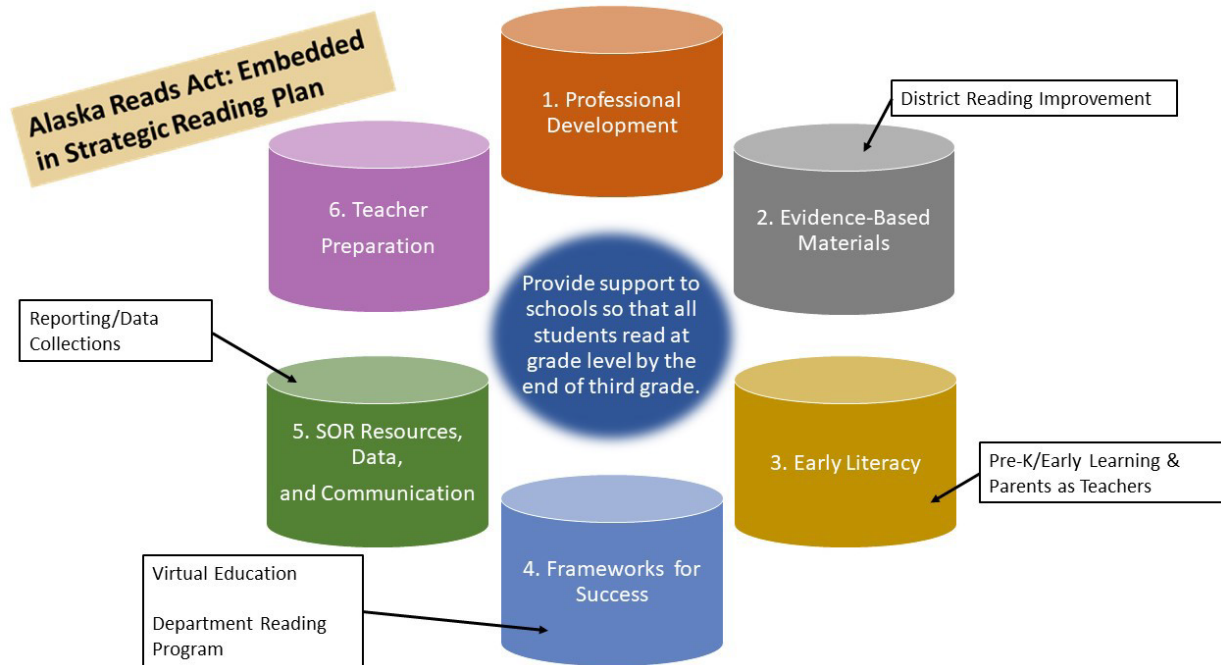 Alaska Reads Act: Embedded
in Strategic Reading Plan
1. Professional
Development
District Reading Improvement
2. Evidence-Based
Materials
6. Teacher
Preparation
Provide support to
schools so that all
students read at
grade level by the
end of third grade.
Reporting/Data
Collections
5. SOR Resources,
Data,
and Communication
3. Early Literacy
Pre-K/Early Learning &
Parents as Teachers
4. Frameworks for
Success
Virtual Education
Department Reading
Program